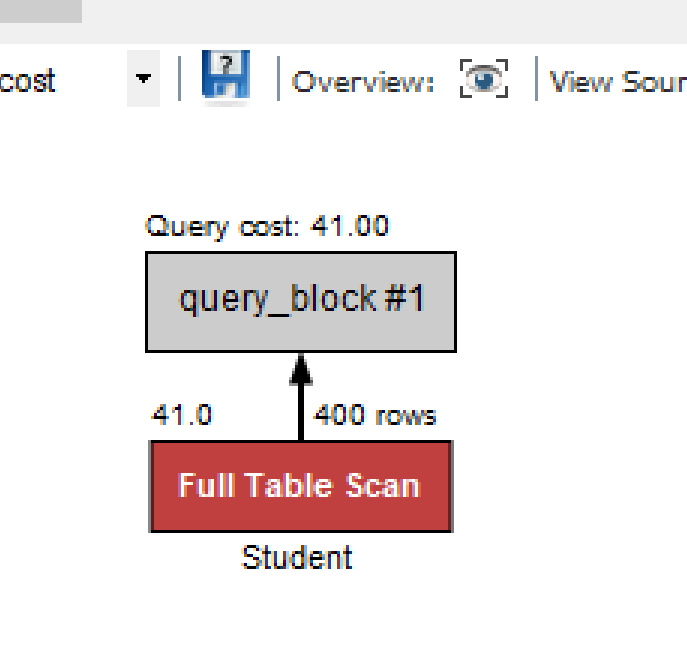 cost Overview: View Sour
Query cost: 41.00
query_block #1
41.0 400 rows
Full Table Scan
Student